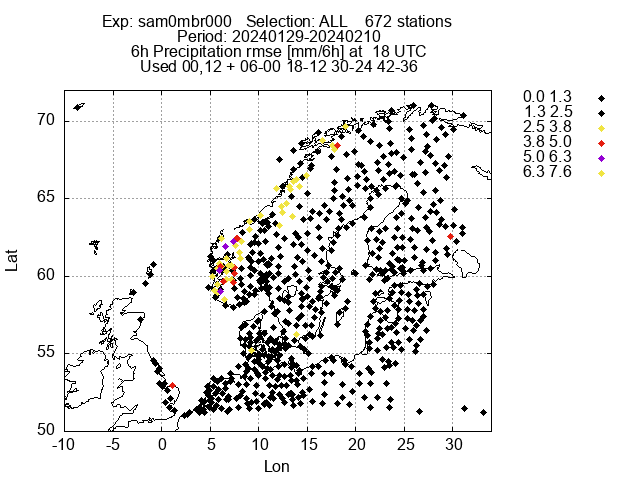 Exp: sam0mbr000   Selection: ALL    672 stations
Period: 20240129-20240210
6h Precipitation rmse [mm/6h] at  18 UTC
Used 00,12 + 06-00 18-12 30-24 42-36
0.0 1.3
1.3 2.5
2.5 3.8
3.8 5.0
5.0 6.3
6.3 7.6
70
65
60
55
50
Lat
-10 -5 0 5 10 15 20 25 30
Lon